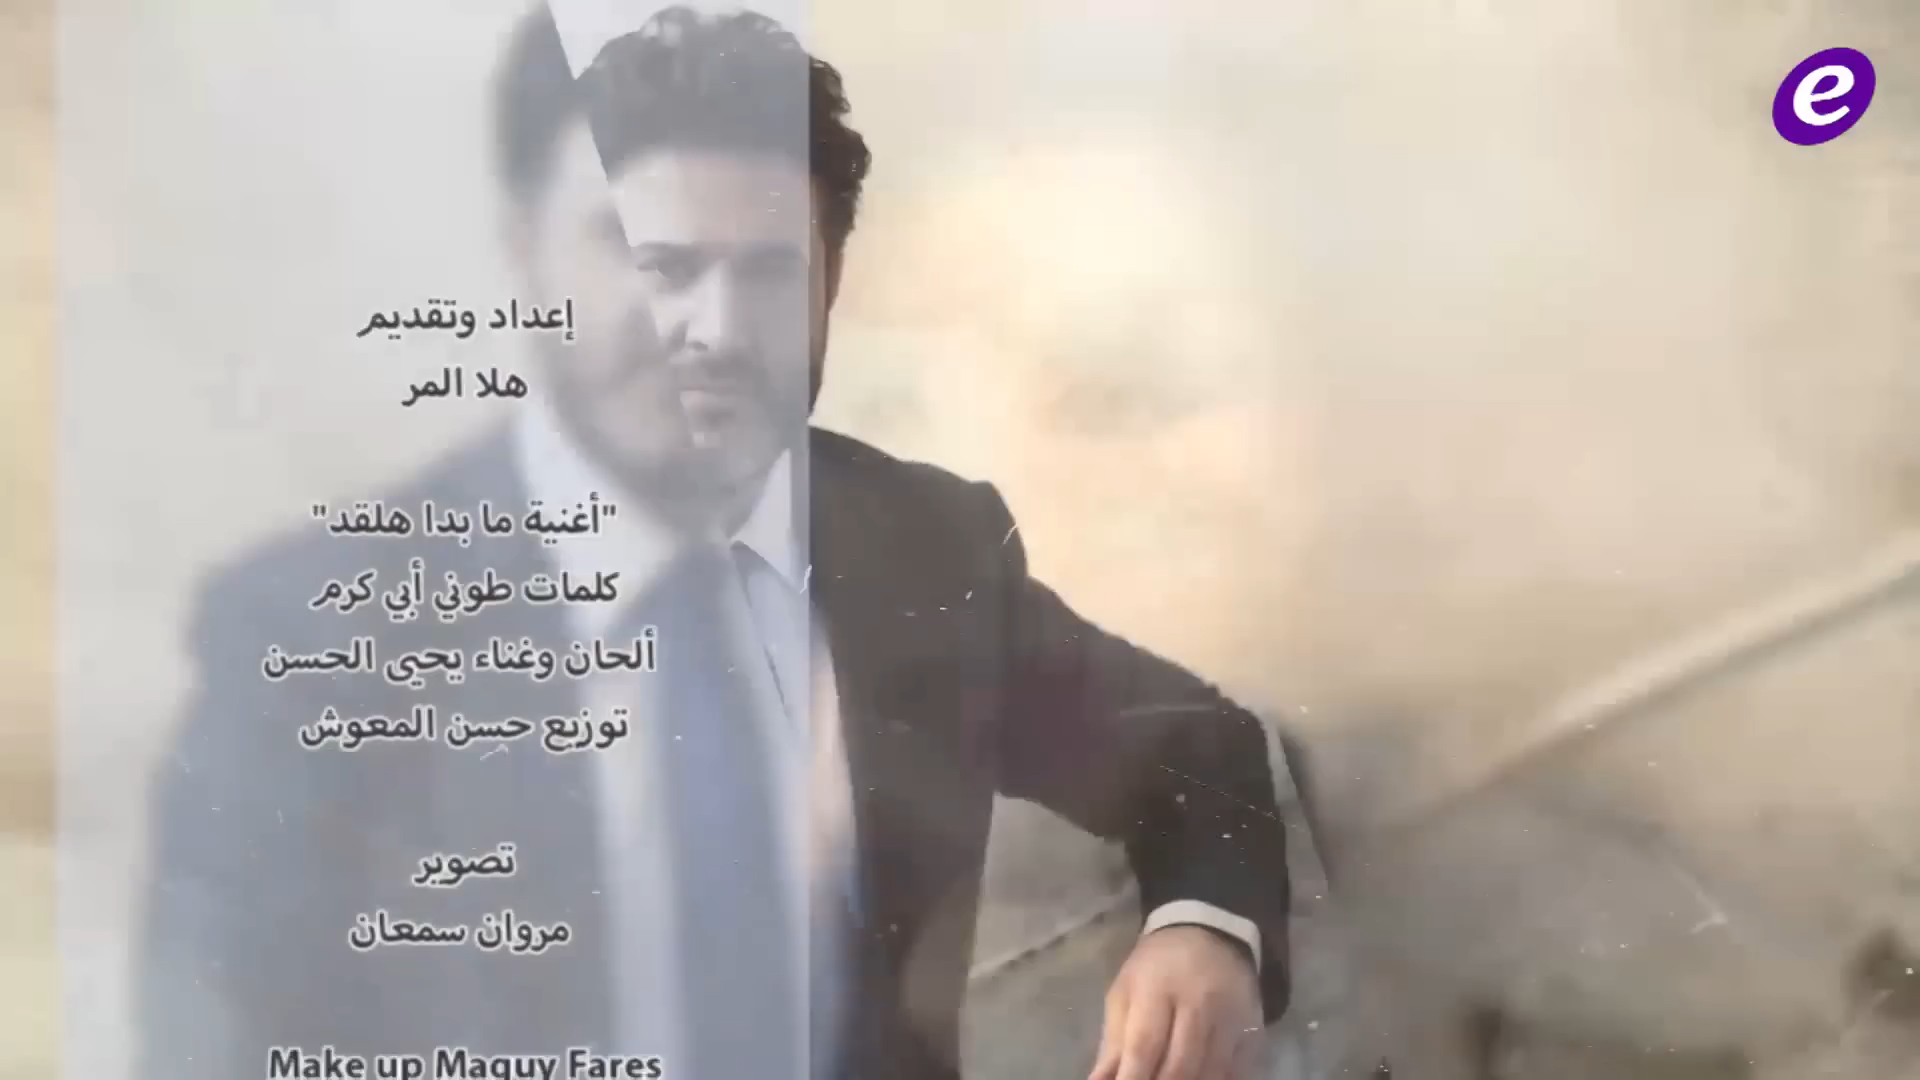 e
إعداد وتقديم
هلا المر
"أغنية ما بدا هلقد"
كلمات طوني أبي كرم
ألحان وغناء يحيى الحسن
توزيع حسن المعوش
تصوير
مروان سمعان
Make up Maguy Fares